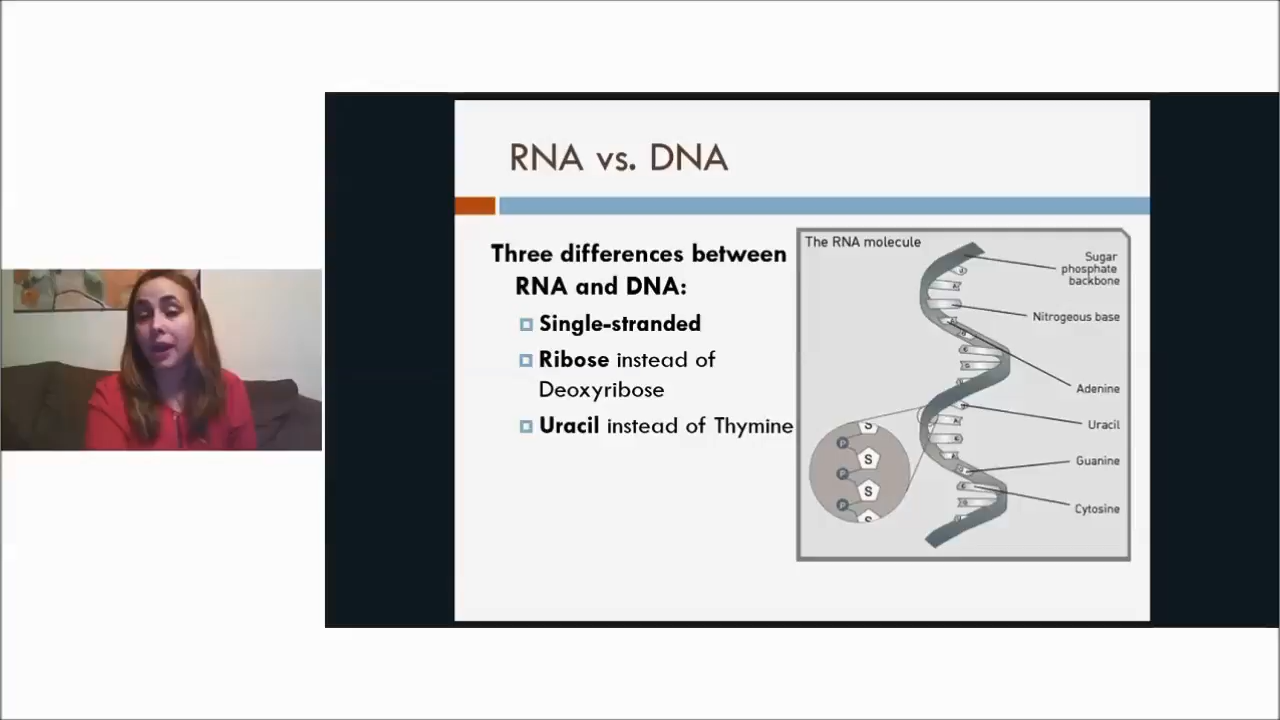 RNA vs. DNA
Three differences between
RNA and DNA:
Single-stranded
Ribose instead of
Deoxyribose
Uracil instead of Thymine
The RNA molecule
Sugar
phosphate
backbone
Nitrogeous base
Adenine
Uracil
Guanine
Cytosine
S
P
S
P
S
P
S